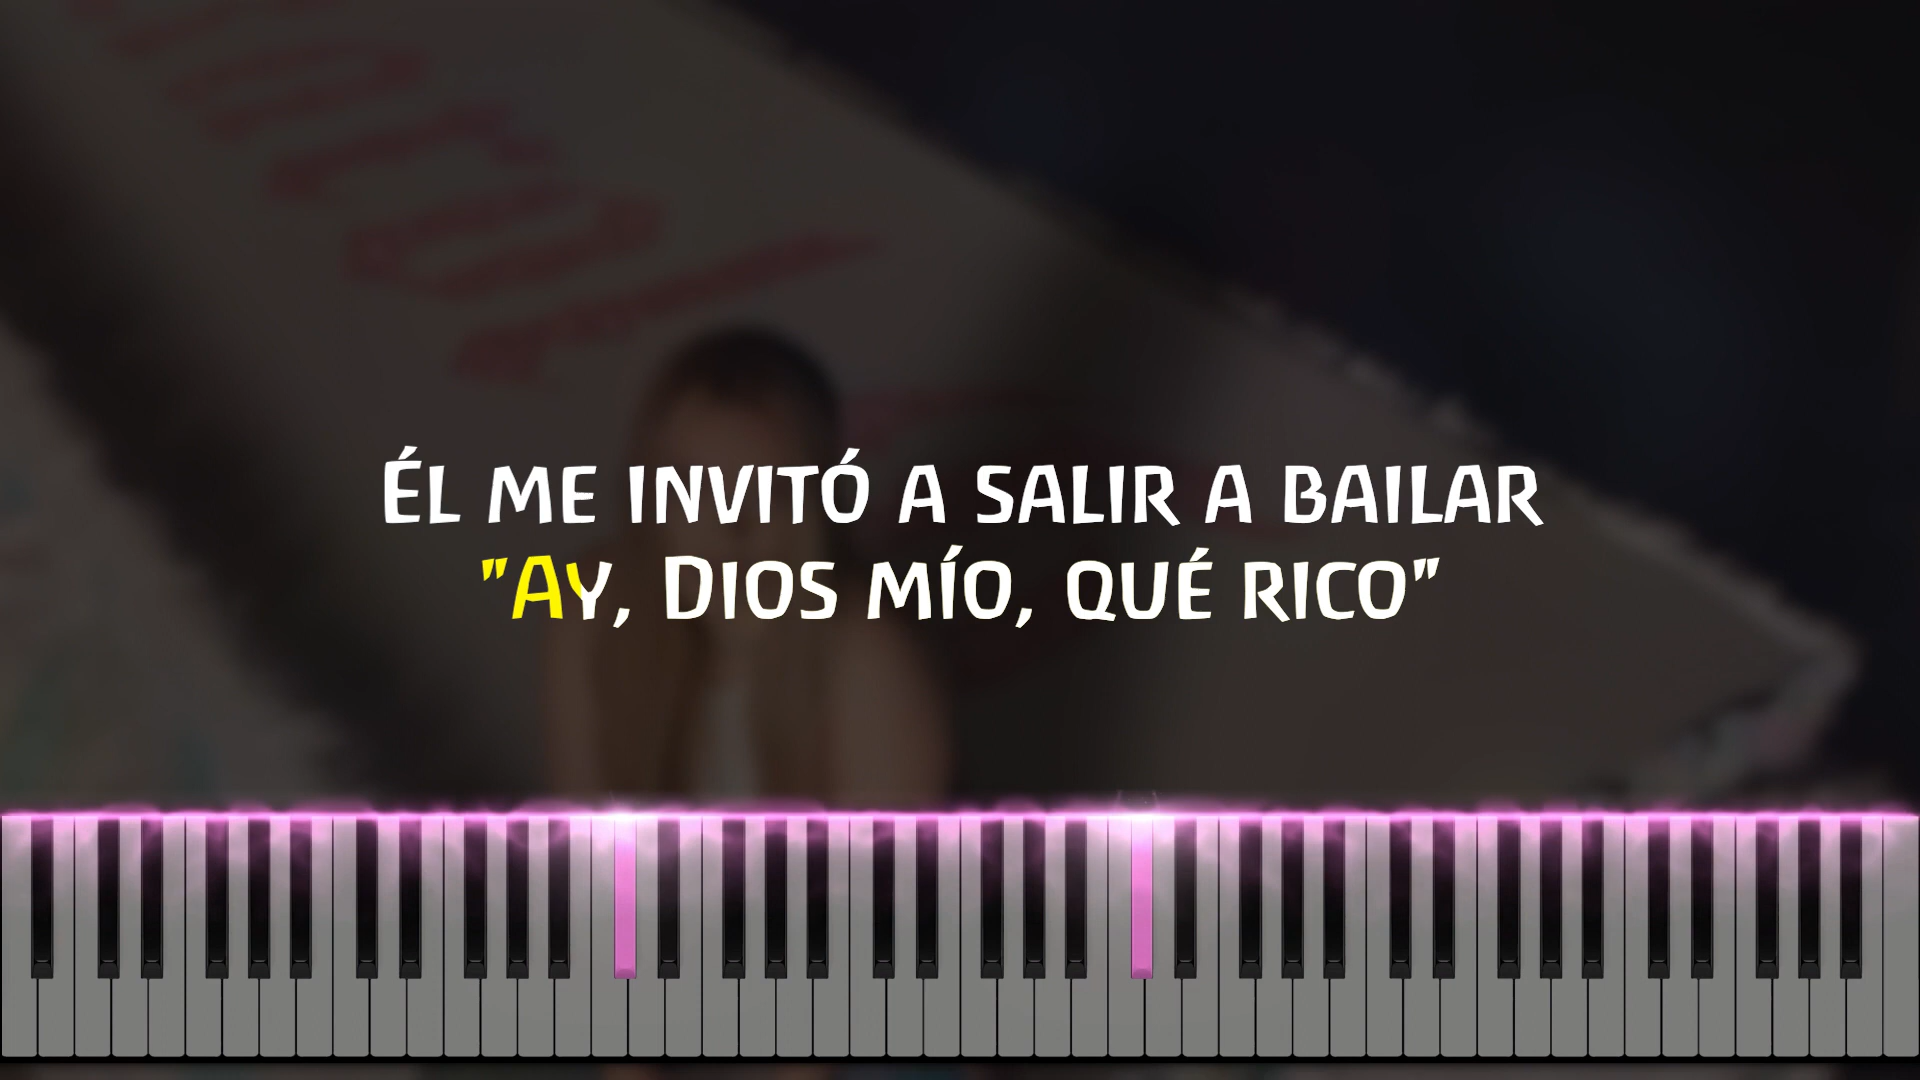 ÉL ME INVITÓ A SALIR A BAILAR
"AY, DIOS MÍO, QUÉ RICO"